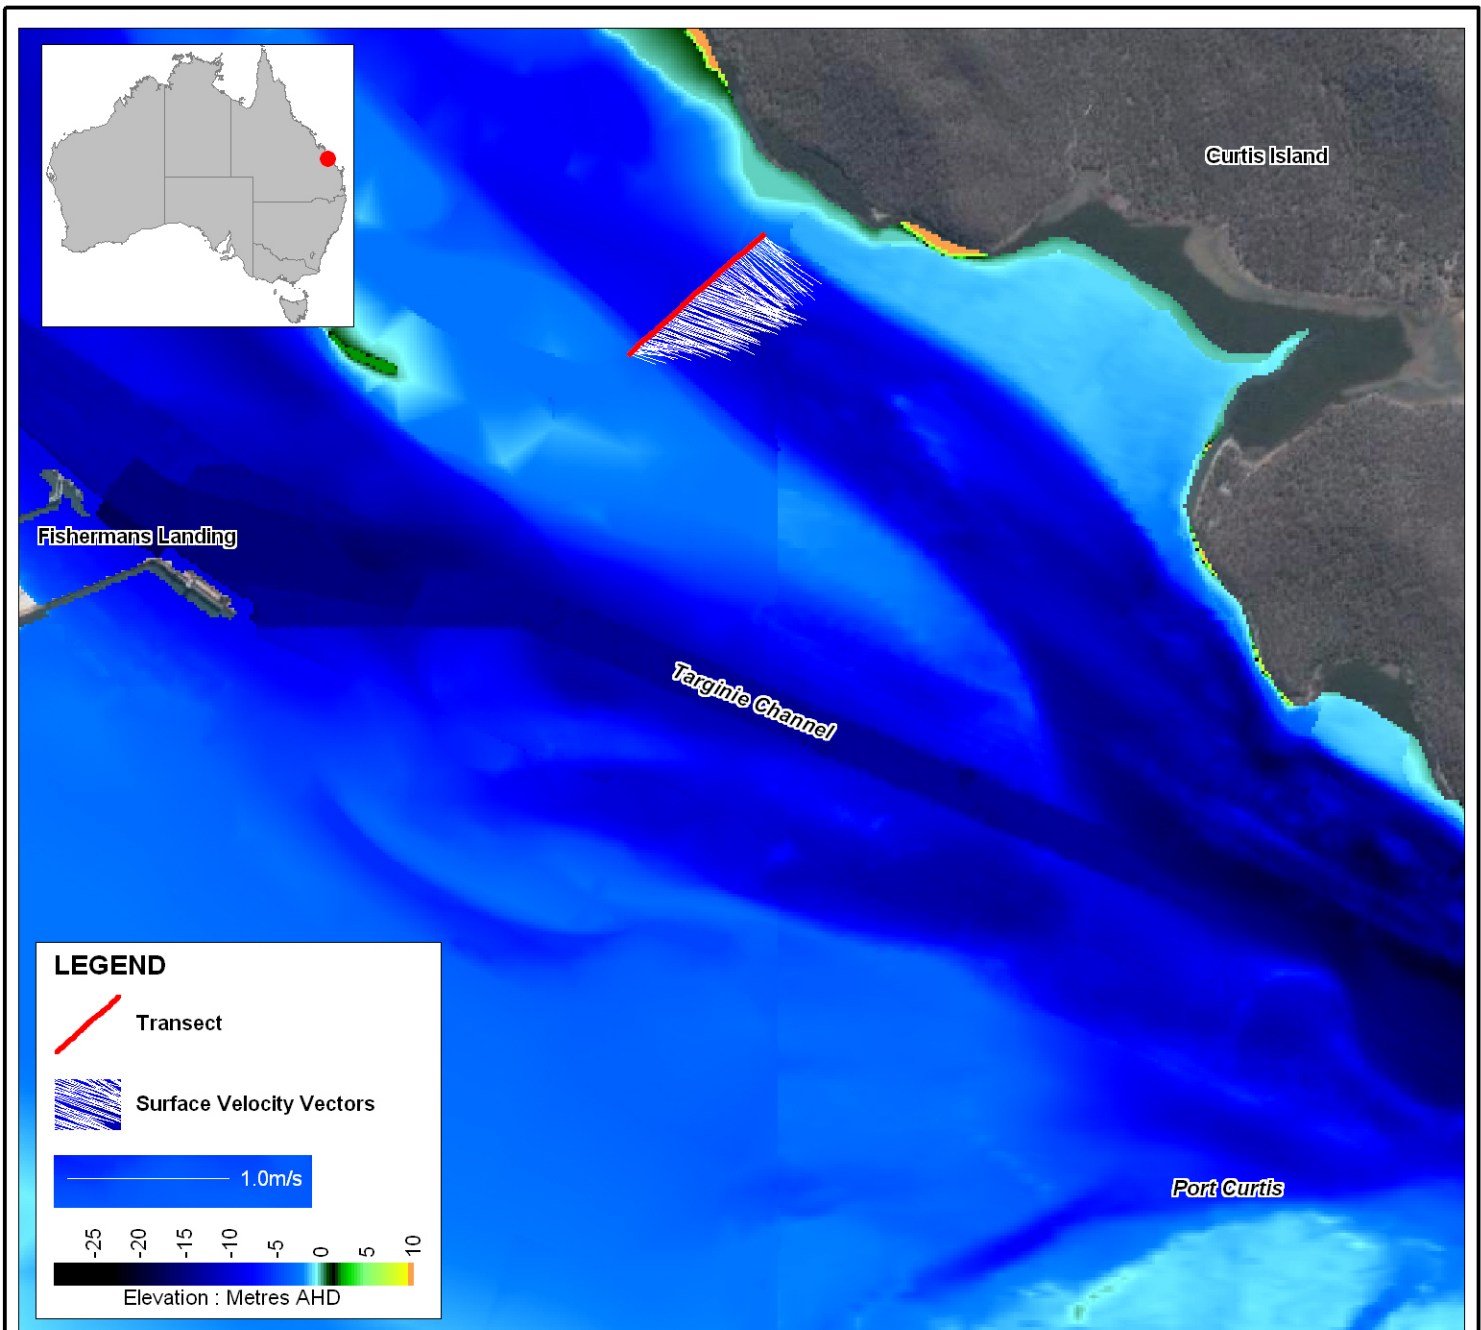 Curtis Island
Fishermans Landing
Targinie Channel
Port Curtis
LEGEND
Transect
Surface Velocity Vectors
1.0m/s
-25 -20 -15 -10 -5 0 5 10
Elevation : Metres AHD